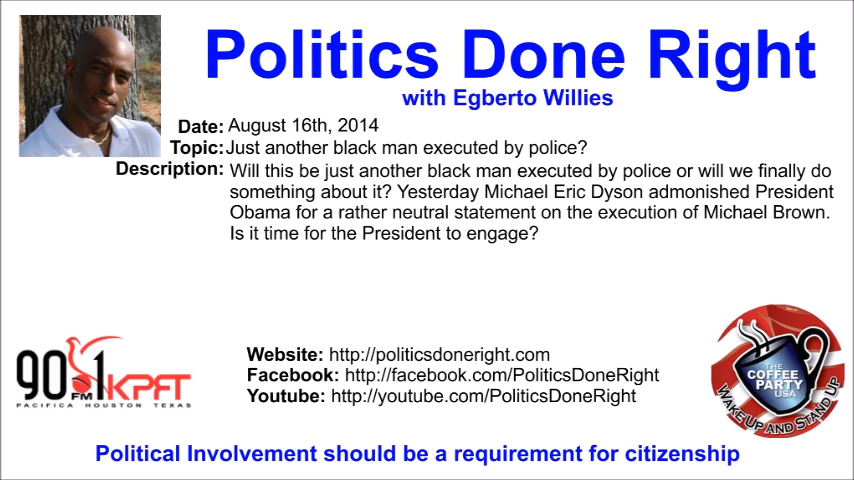 Politics Done Right
with Egberto Willies
Date: August 16th, 2014
Topic: Just another black man executed by police?
Description: Will this be just another black man executed by police or will we finally do
something about it? Yesterday Michael Eric Dyson admonished President
Obama for a rather neutral statement on the execution of Michael Brown.
Is it time for the President to engage?
90.1 FM KPFT
PACIFICA HOUSTON TEXAS
Website: http://politicsdoneright.com
Facebook: http://facebook.com/PoliticsDoneRight
Youtube: http://youtube.com/PoliticsDoneRight
THE
COFFEE
PARTY
USA
WAKE UP AND STAND UP
Political Involvement should be a requirement for citizenship